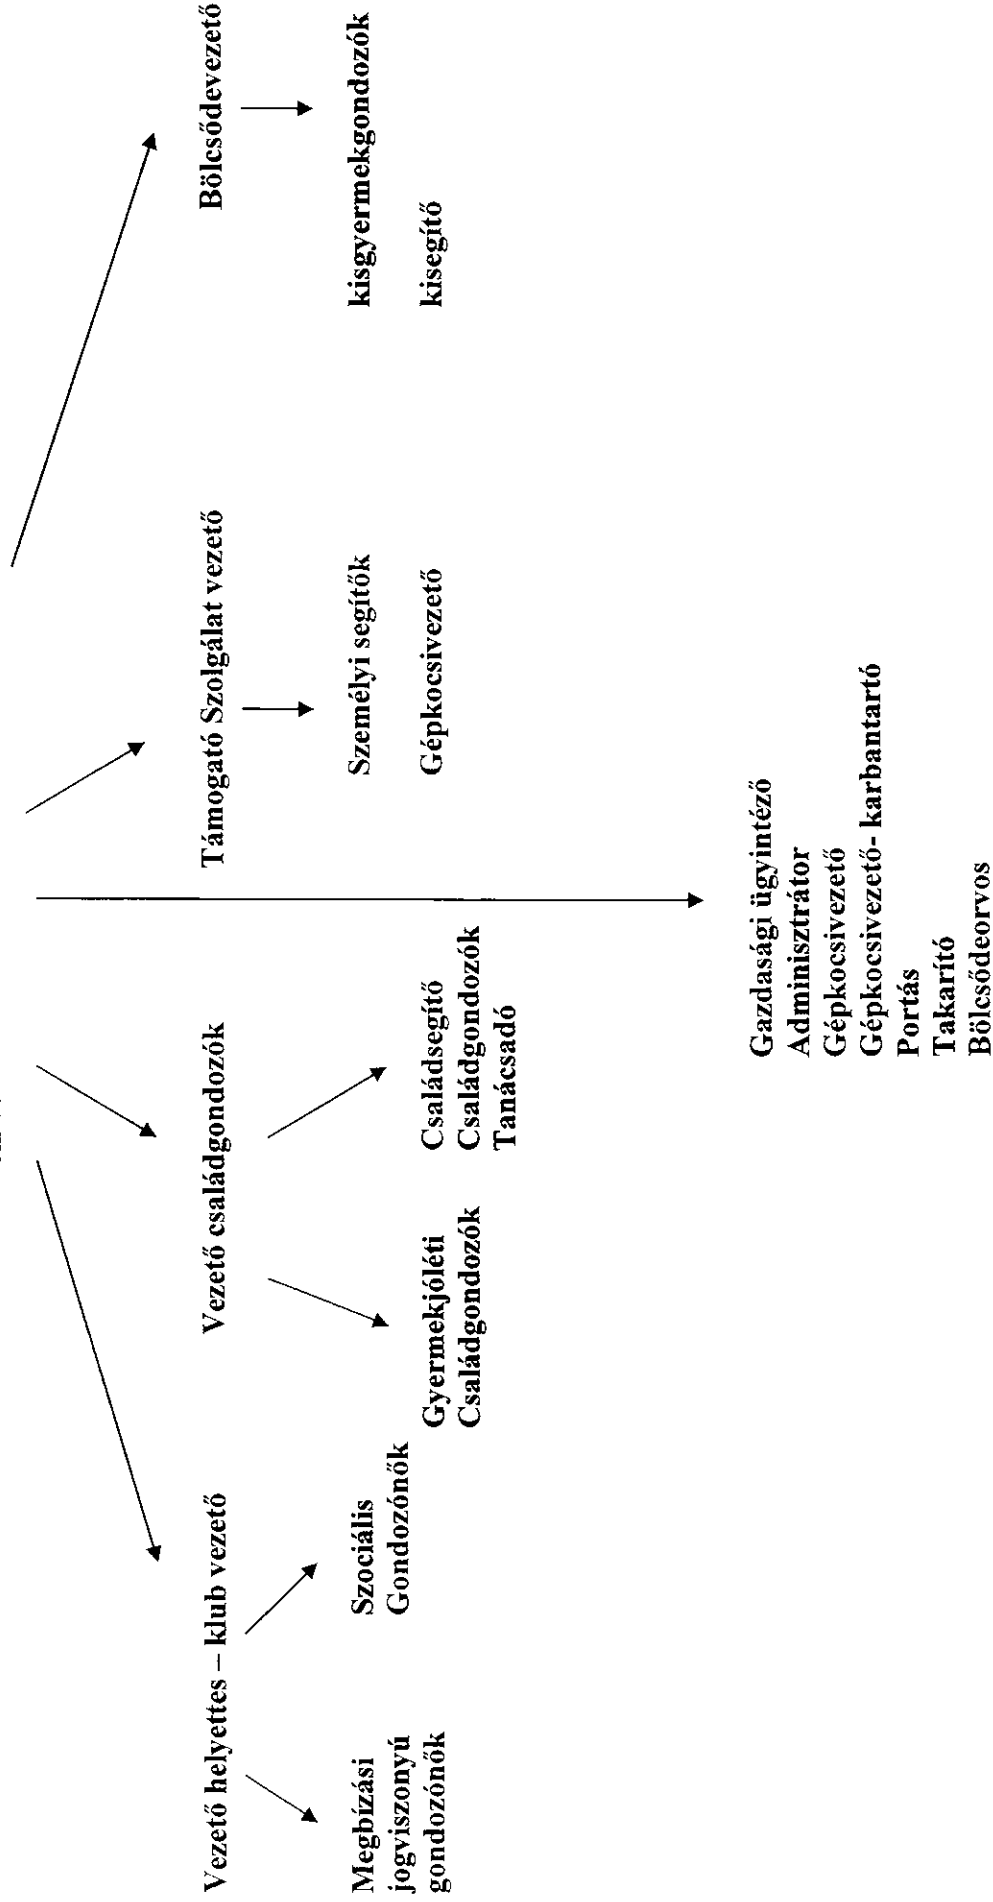 Vezető helyettes – klub vezető
Vezető családgondozók
Támogató Szolgálat vezető
Bölcsődevezető
Megbízási
jogviszonyú
gondozónők
Szociális
Gondozónők
Gyermekjóléti
Családgondozók
Családsegítő
Családgondozók
Tanácsadó
Személyi segítők
Gépkocsivezető
kisgyermekgondozók
kisegítő
Gazdasági ügyintéző
Adminisztrátor
Gépkocsivezető
Gépkocsivezető- karbantartó
Portás
Takarító
Bölcsődeorvos